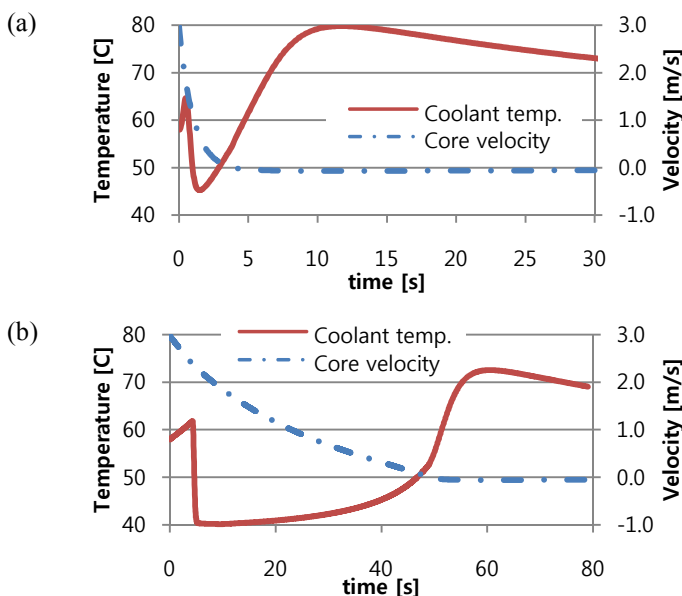 (a)
80
70
60
50
40
Temperature [C]
3.0
2.0
1.0
0.0
-1.0
Velocity [m/s]
Coolant temp.
Core velocity
0 5 10 15 20 25 30
time [s]
(b)
80
70
60
50
40
Temperature [C]
3.0
2.0
1.0
0.0
-1.0
Velocity [m/s]
Coolant temp.
Core velocity
0 20 40 60 80
time [s]